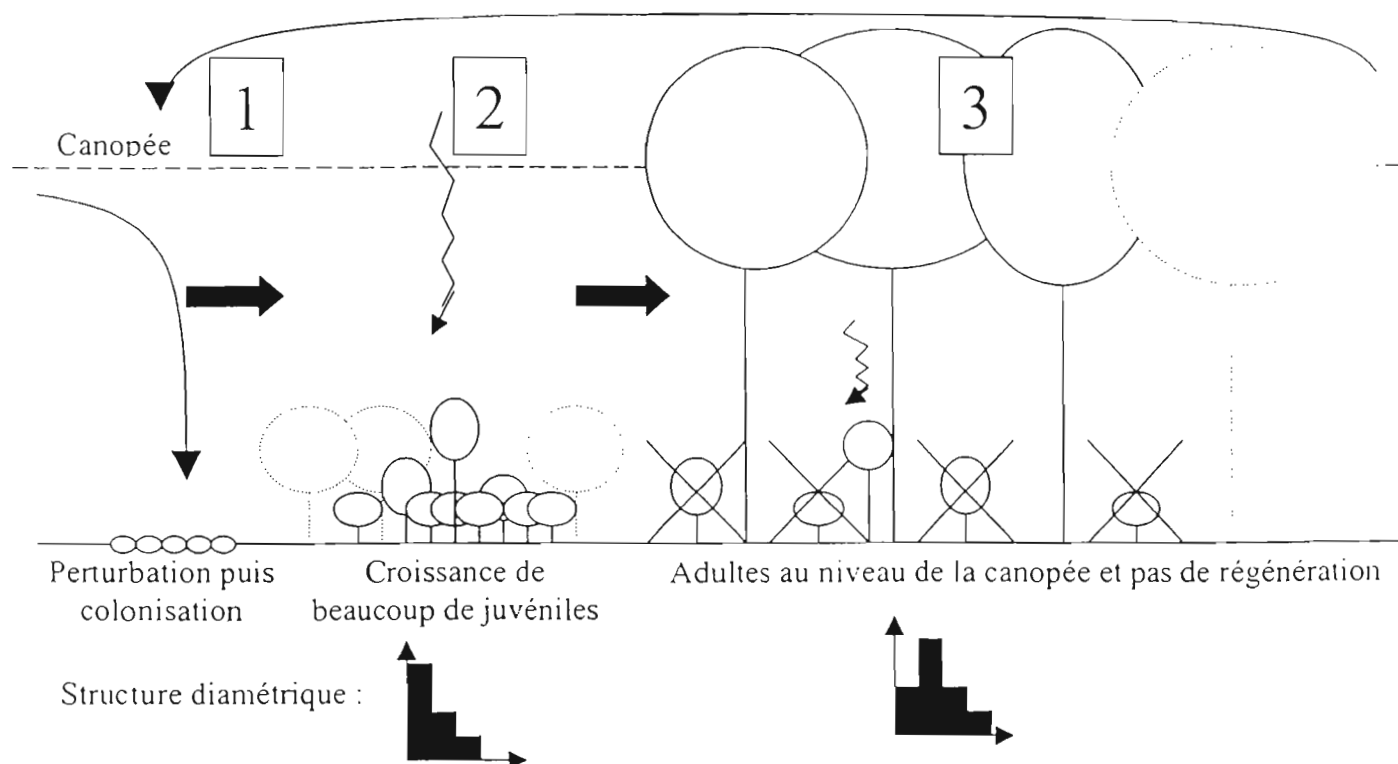 1
2
3
Canopée
Perturbation puis
colonisation
Croissance de
beaucoup de juvéniles
Adultes au niveau de la canopée et pas de régénération
Structure diamétrique :